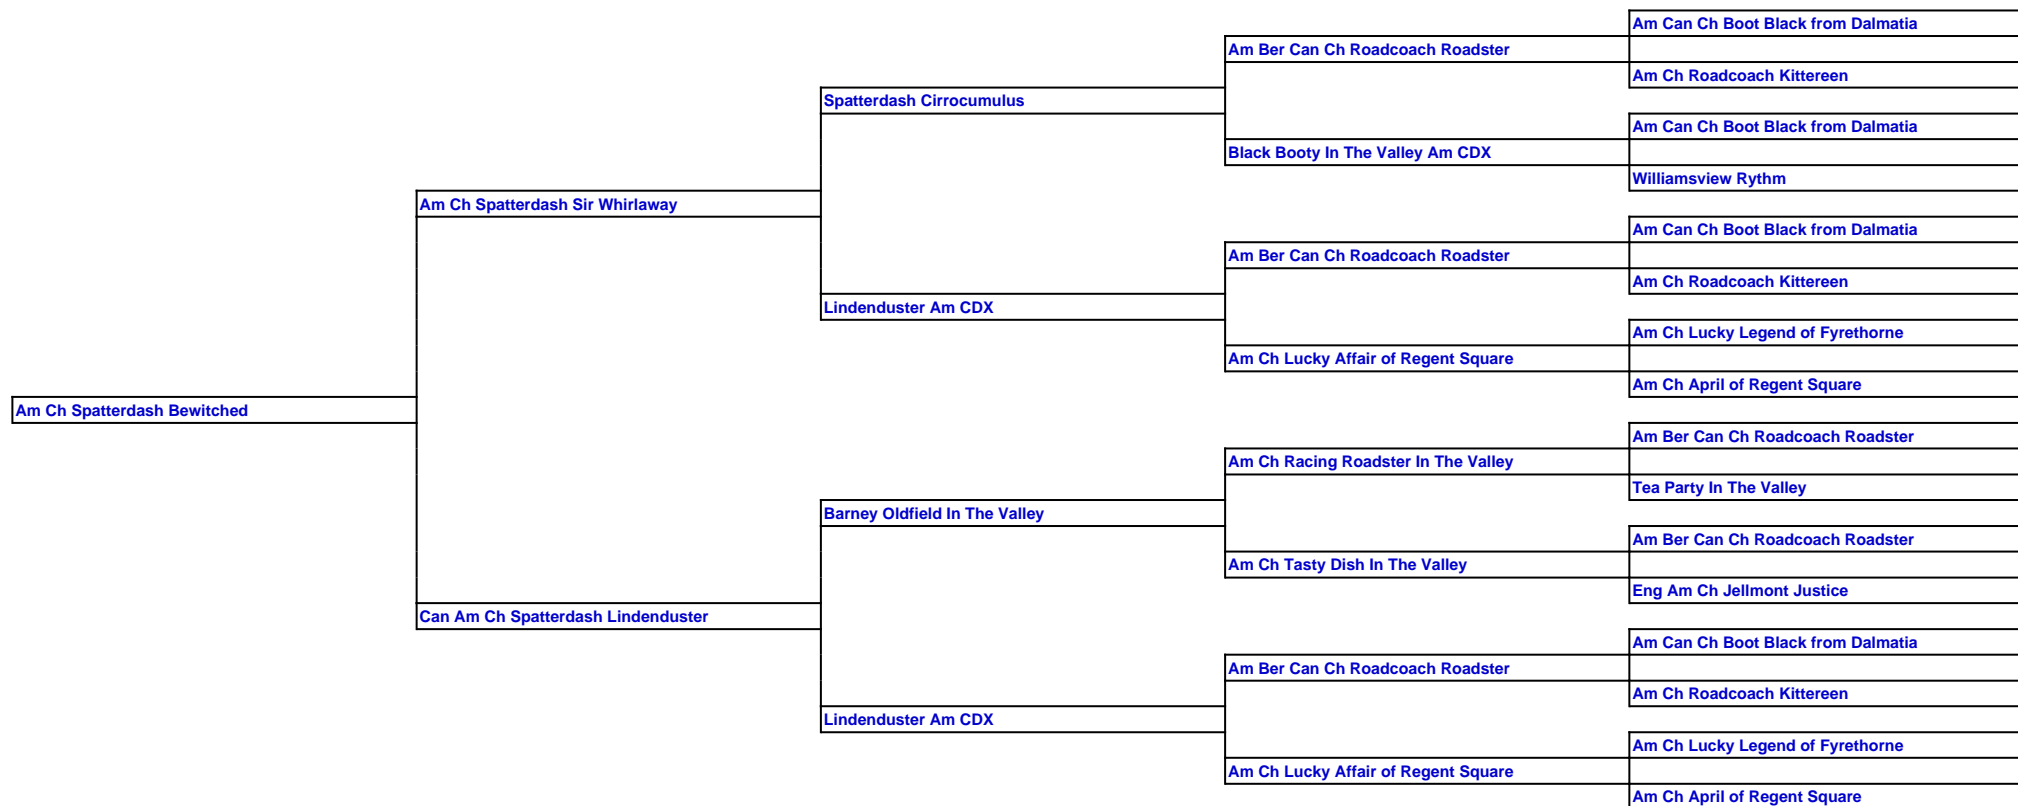 Am Can Ch Boot Black from Dalmatia
Am Ber Can Ch Roadcoach Roadster
Am Ch Roadcoach Kittereen
Spatterdash Cirrocumulus
Am Can Ch Boot Black from Dalmatia
Black Booty In The Valley Am CDX
Williamsview Rythm
Am Ch Spatterdash Sir Whirlaway
Am Can Ch Boot Black from Dalmatia
Am Ber Can Ch Roadcoach Roadster
Am Ch Roadcoach Kittereen
Lindenduster Am CDX
Am Ch Lucky Legend of Fyrethorne
Am Ch Lucky Affair of Regent Square
Am Ch April of Regent Square
Am Ch Spatterdash Bewitched
Am Ber Can Ch Roadcoach Roadster
Am Ch Racing Roadster In The Valley
Tea Party In The Valley
Barney Oldfield In The Valley
Am Ber Can Ch Roadcoach Roadster
Am Ch Tasty Dish In The Valley
Eng Am Ch Jellmont Justice
Can Am Ch Spatterdash Lindenduster
Am Can Ch Boot Black from Dalmatia
Am Ber Can Ch Roadcoach Roadster
Am Ch Roadcoach Kittereen
Lindenduster Am CDX
Am Ch Lucky Legend of Fyrethorne
Am Ch Lucky Affair of Regent Square
Am Ch April of Regent Square